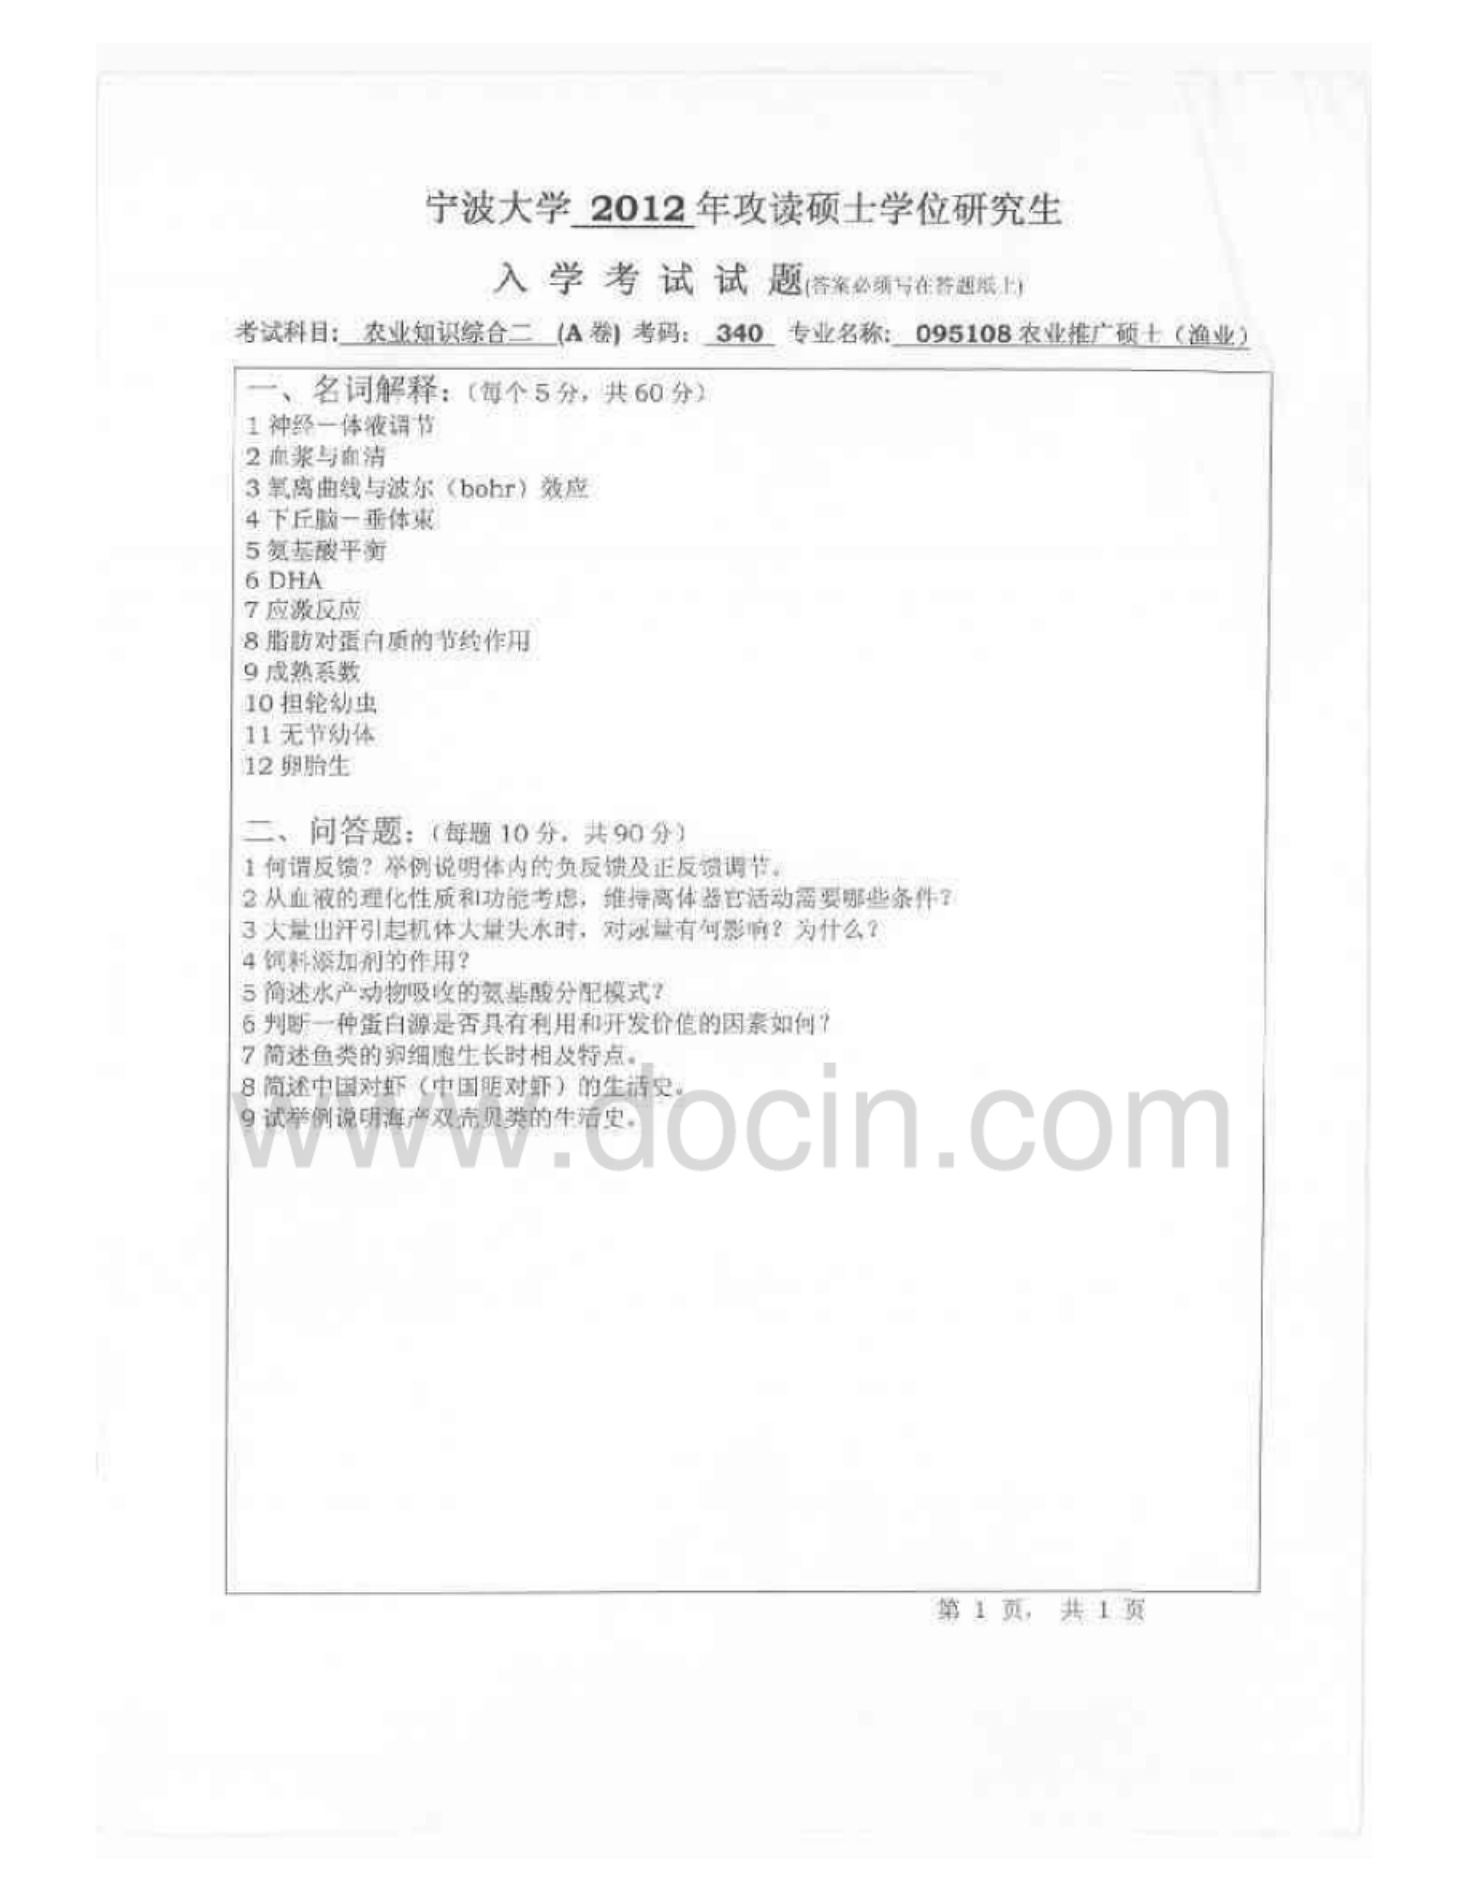 宁波大学 2012 年攻读硕士学位研究生
入 学 考 试 试 题(答案必须写在答题纸上)
考试科目: 农业知识综合二 (A 卷) 考码: 340 专业名称: 095108 农业推广硕士（渔业）
一、名词解释:（每个 5 分，共 60 分）
1 神经一体液调节
2 血浆与血清
3 氧离曲线与波尔（bohr）效应
4 下丘脑－垂体束
5 氨基酸平衡
6 DHA
7 应激反应
8 脂肪对蛋白质的节约作用
9 成熟系数
10 担轮幼虫
11 无节幼体
12 卵胎生
二、问答题:（每题 10 分，共 90 分）
1 何谓反馈？举例说明体内的负反馈及正反馈调节。
2 从血液的理化性质和功能考虑，维持离体器官活动需要哪些条件？
3 大量出汗引起机体大量失水时，对尿量有何影响？为什么？
4 饲料添加剂的作用？
5 简述水产动物吸收的氨基酸分配模式？
6 判断一种蛋白源是否具有利用和开发价值的因素如何？
7 简述鱼类的卵细胞生长时相及特点。
8 简述中国对虾（中国明对虾）的生活史。
9 试举例说明海产双壳贝类的生活史。
www.docin.com
第 1 页， 共 1 页